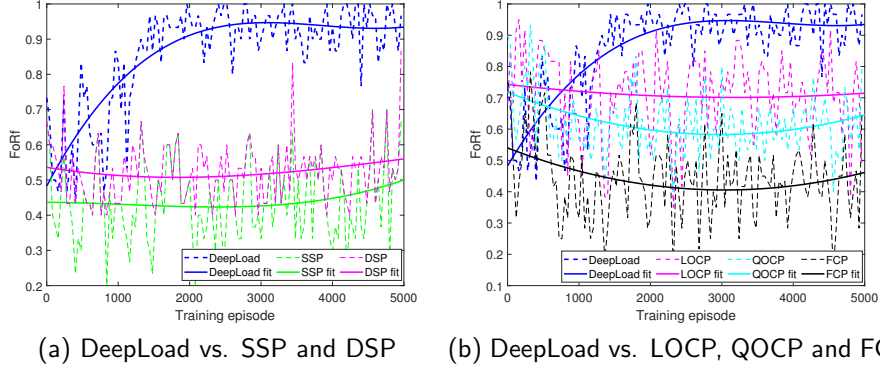 1
0.9
0.8
0.7
0.6
0.5
0.4
0.3
0.2
FoRf
DeepLoad SSP DSP
DeepLoad fit SSP fit DSP fit
0 1000 2000 3000 4000 5000
Training episode
(a) DeepLoad vs. SSP and DSP
1
0.9
0.8
0.7
0.6
0.5
0.4
0.3
0.2
0.1
FoRf
DeepLoad LOCP QOCP FCP
DeepLoad fit LOCP fit QOCP fit FCP fit
0 1000 2000 3000 4000 5000
Training episode
(b) DeepLoad vs. LOCP, QOCP and